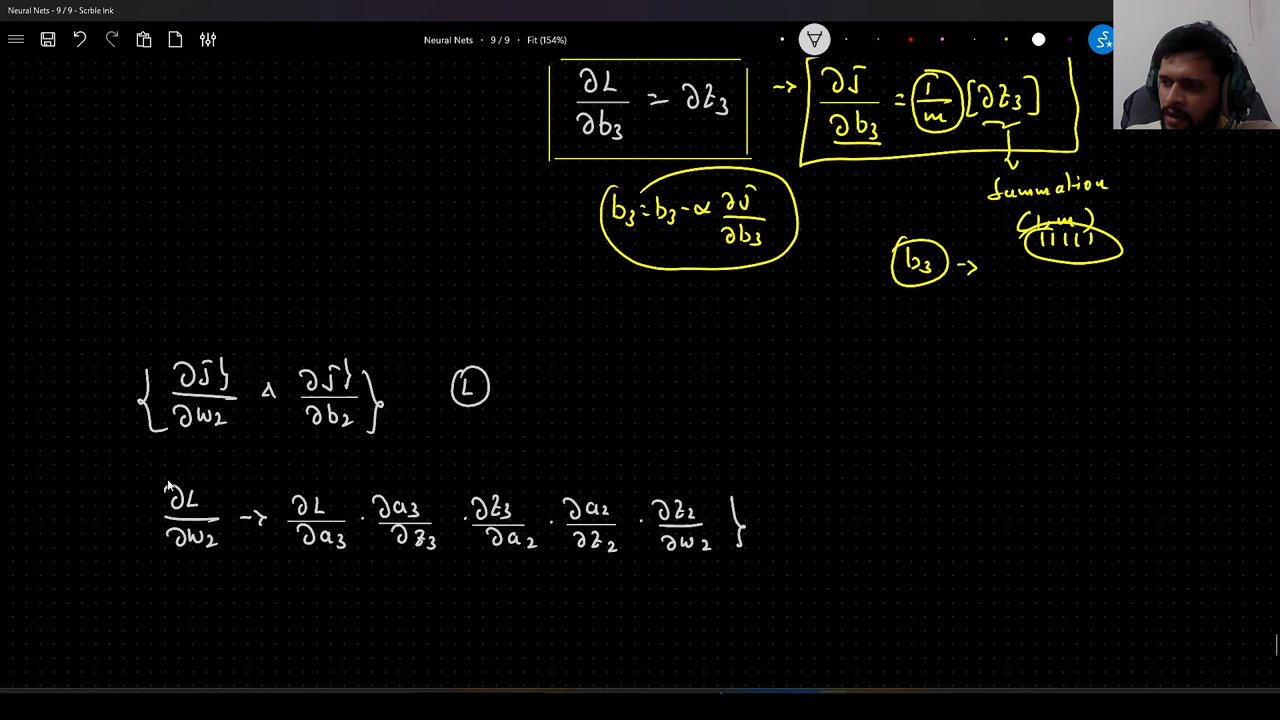 Neural Nets - 9 / 9 - Scrble Ink
Neural Nets • 9 / 9 • Fit (154%)
∂L/∂b₃ = ∂z₃ → ∂J/∂b₃ = 1/m [∂z₃]
Summation
(1, m)
b₃ = b₃ - α ∂J/∂b₃
b₃ →
{ ∂J}/∂w₂ ∧ ∂J}/∂b₂ } L
∂L/∂w₂ → ∂L/∂a₃ · ∂a₃/∂z₃ · ∂z₃/∂a₂ · ∂a₂/∂z₂ · ∂z₂/∂w₂ }